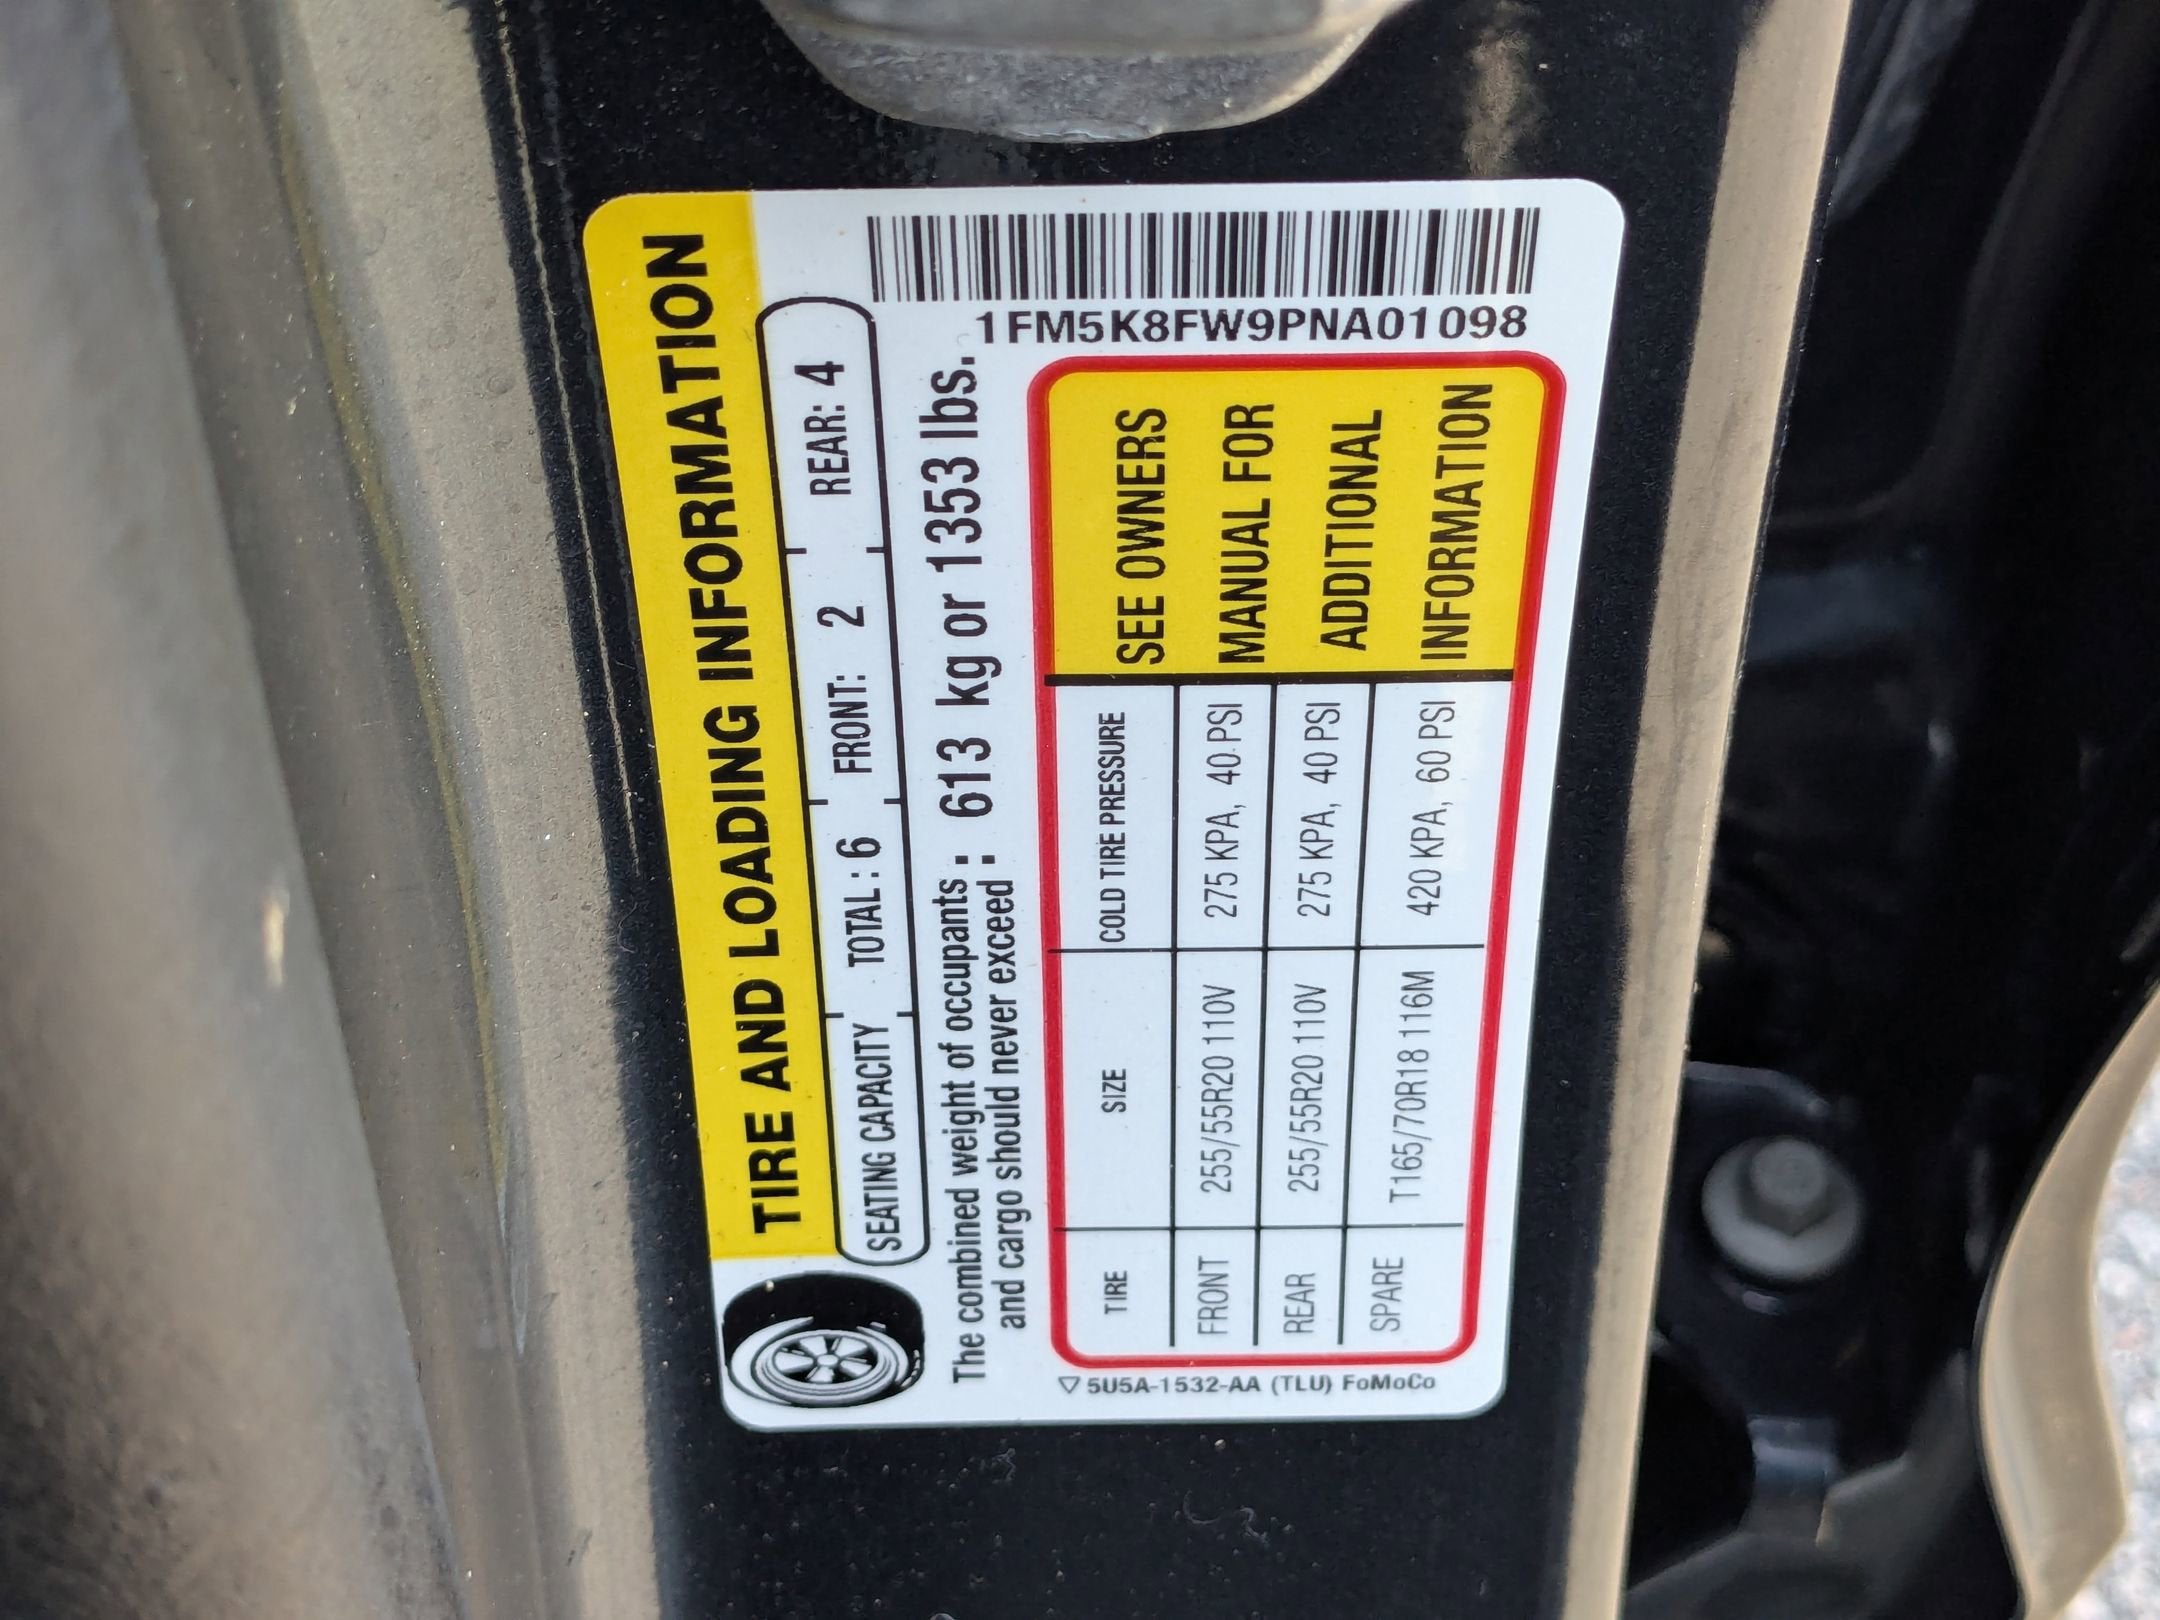 TIRE AND LOADING INFORMATION
SEATING CAPACITY TOTAL : 6 FRONT: 2 REAR: 4
The combined weight of occupants : 613 kg or 1353 lbs.
and cargo should never exceed :
1FM5K8FW9PNA01098
TIRE SIZE COLD TIRE PRESSURE
FRONT 255/55R20 110V 275 KPA, 40 PSI
REAR 255/55R20 110V 275 KPA, 40 PSI
SPARE T165/70R18 116M 420 KPA, 60 PSI
SEE OWNERS
MANUAL FOR
ADDITIONAL
INFORMATION
5U5A-1532-AA (TLU) FoMoCo